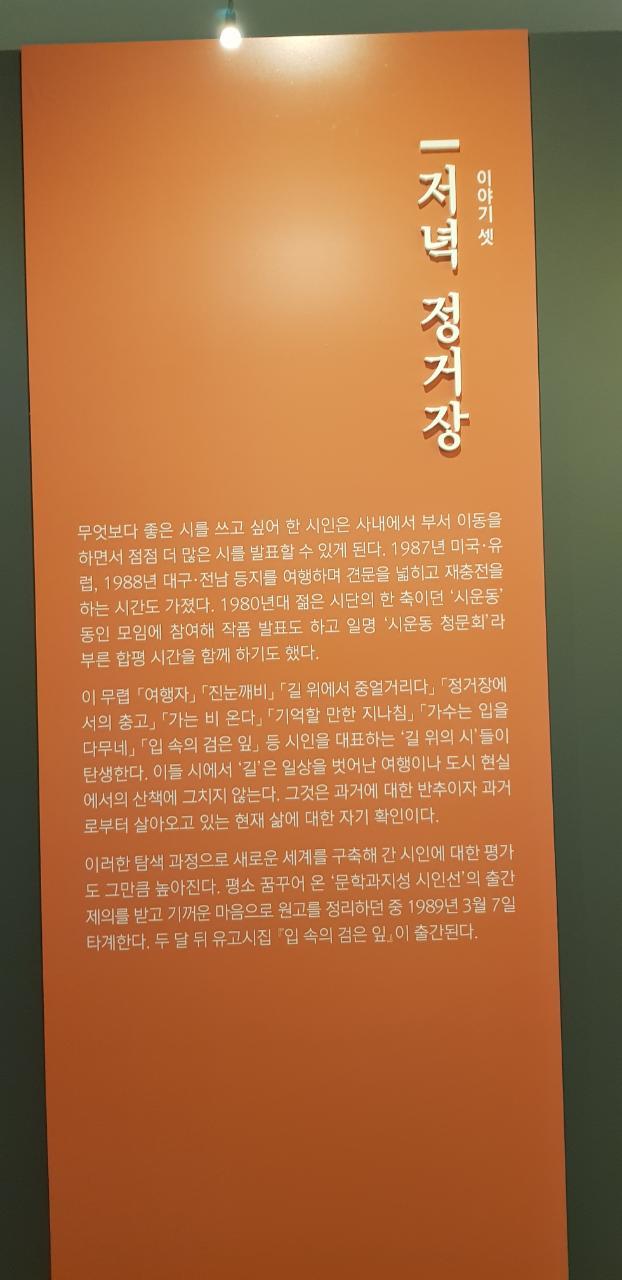 이야기 셋
저녁 정거장
무엇보다 좋은 시를 쓰고 싶어 한 시인은 사내에서 부서 이동을
하면서 점점 더 많은 시를 발표할 수 있게 된다. 1987년 미국·유
럽, 1988년 대구·전남 등지를 여행하며 견문을 넓히고 재충전을
하는 시간도 가졌다. 1980년대 젊은 시단의 한 축이던 ‘시운동’
동인 모임에 참여해 작품 발표도 하고 일명 ‘시운동 청문회’라
부른 합평 시간을 함께 하기도 했다.
이 무렵 「여행자」 「진눈깨비」 「길 위에서 중얼거리다」 「정거장에
서의 충고」 「가는 비 온다」 「기억할 만한 지나침」 「가수는 입을
다무네」 「입 속의 검은 잎」 등 시인을 대표하는 ‘길 위의 시’들이
탄생한다. 이들 시에서 ‘길’은 일상을 벗어난 여행이나 도시 현실
에서의 산책에 그치지 않는다. 그것은 과거에 대한 반추이자 과거
로부터 살아오고 있는 현재 삶에 대한 자기 확인이다.
이러한 탐색 과정으로 새로운 세계를 구축해 간 시인에 대한 평가
도 그만큼 높아진다. 평소 꿈꾸어 온 ‘문학과지성 시인선’의 출간
제의를 받고 기꺼운 마음으로 원고를 정리하던 중 1989년 3월 7일
타계한다. 두 달 뒤 유고시집 『입 속의 검은 잎』이 출간된다.